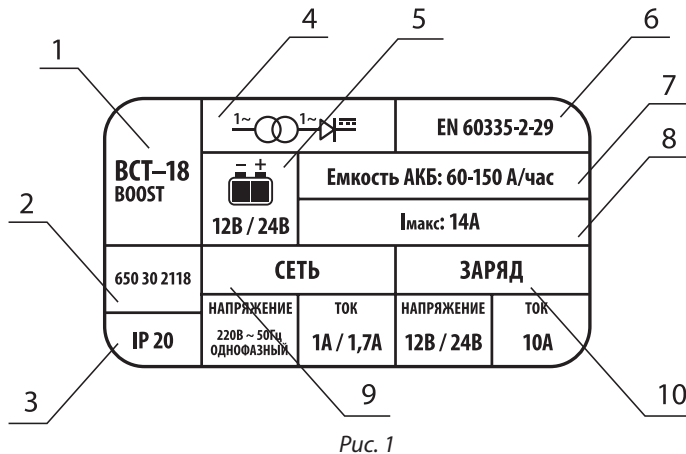 4
5
6
1
7
8
1~ 1~
EN 60335-2-29
ВСТ–18
BOOST
– +
12В / 24В
Емкость АКБ: 60-150 А/час
Iмакс: 14А
2
650 30 2118
СЕТЬ
ЗАРЯД
НАПРЯЖЕНИЕ
ТОК
НАПРЯЖЕНИЕ
ТОК
IP 20
220В ~ 50Гц
ОДНОФАЗНЫЙ
1А / 1,7А
12В / 24В
10А
3
9
10
Рис. 1